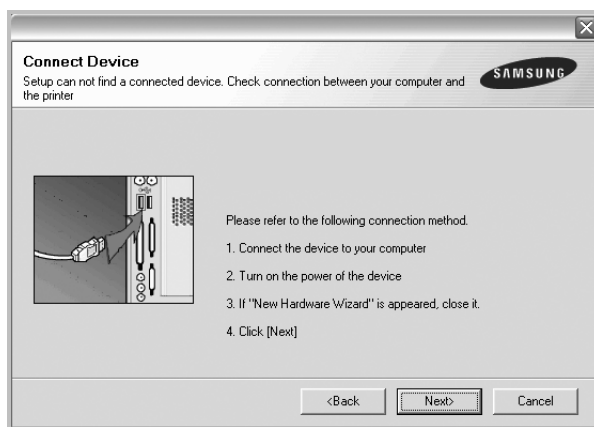 Connect Device
Setup can not find a connected device. Check connection between your computer and
the printer
SAMSUNG
Please refer to the following connection method.
1. Connect the device to your computer
2. Turn on the power of the device
3. If "New Hardware Wizard" is appeared, close it.
4. Click [Next]
<Back
Next>
Cancel